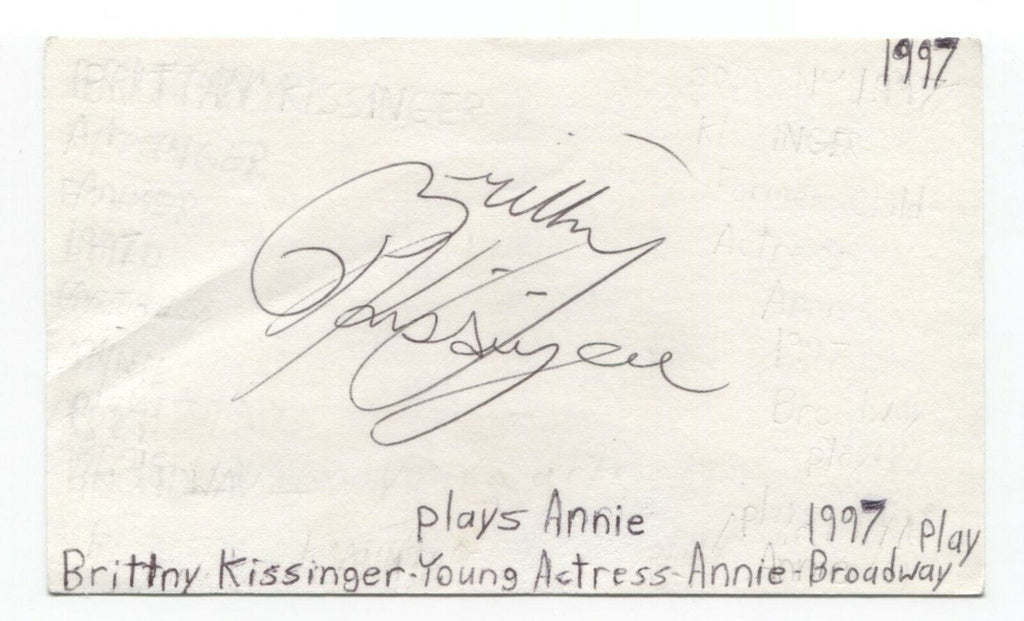 1997
Brittny
Kissinger
plays Annie 1997 play
Brittny Kissinger-Young Actress-Annie-Broadway